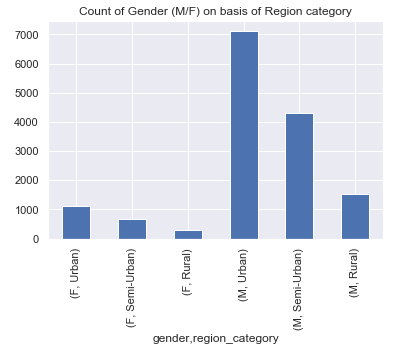 Count of Gender (M/F) on basis of Region category
7000
6000
5000
4000
3000
2000
1000
0
(F, Urban)
(F, Semi-Urban)
(F, Rural)
(M, Urban)
(M, Semi-Urban)
(M, Rural)
gender,region_category